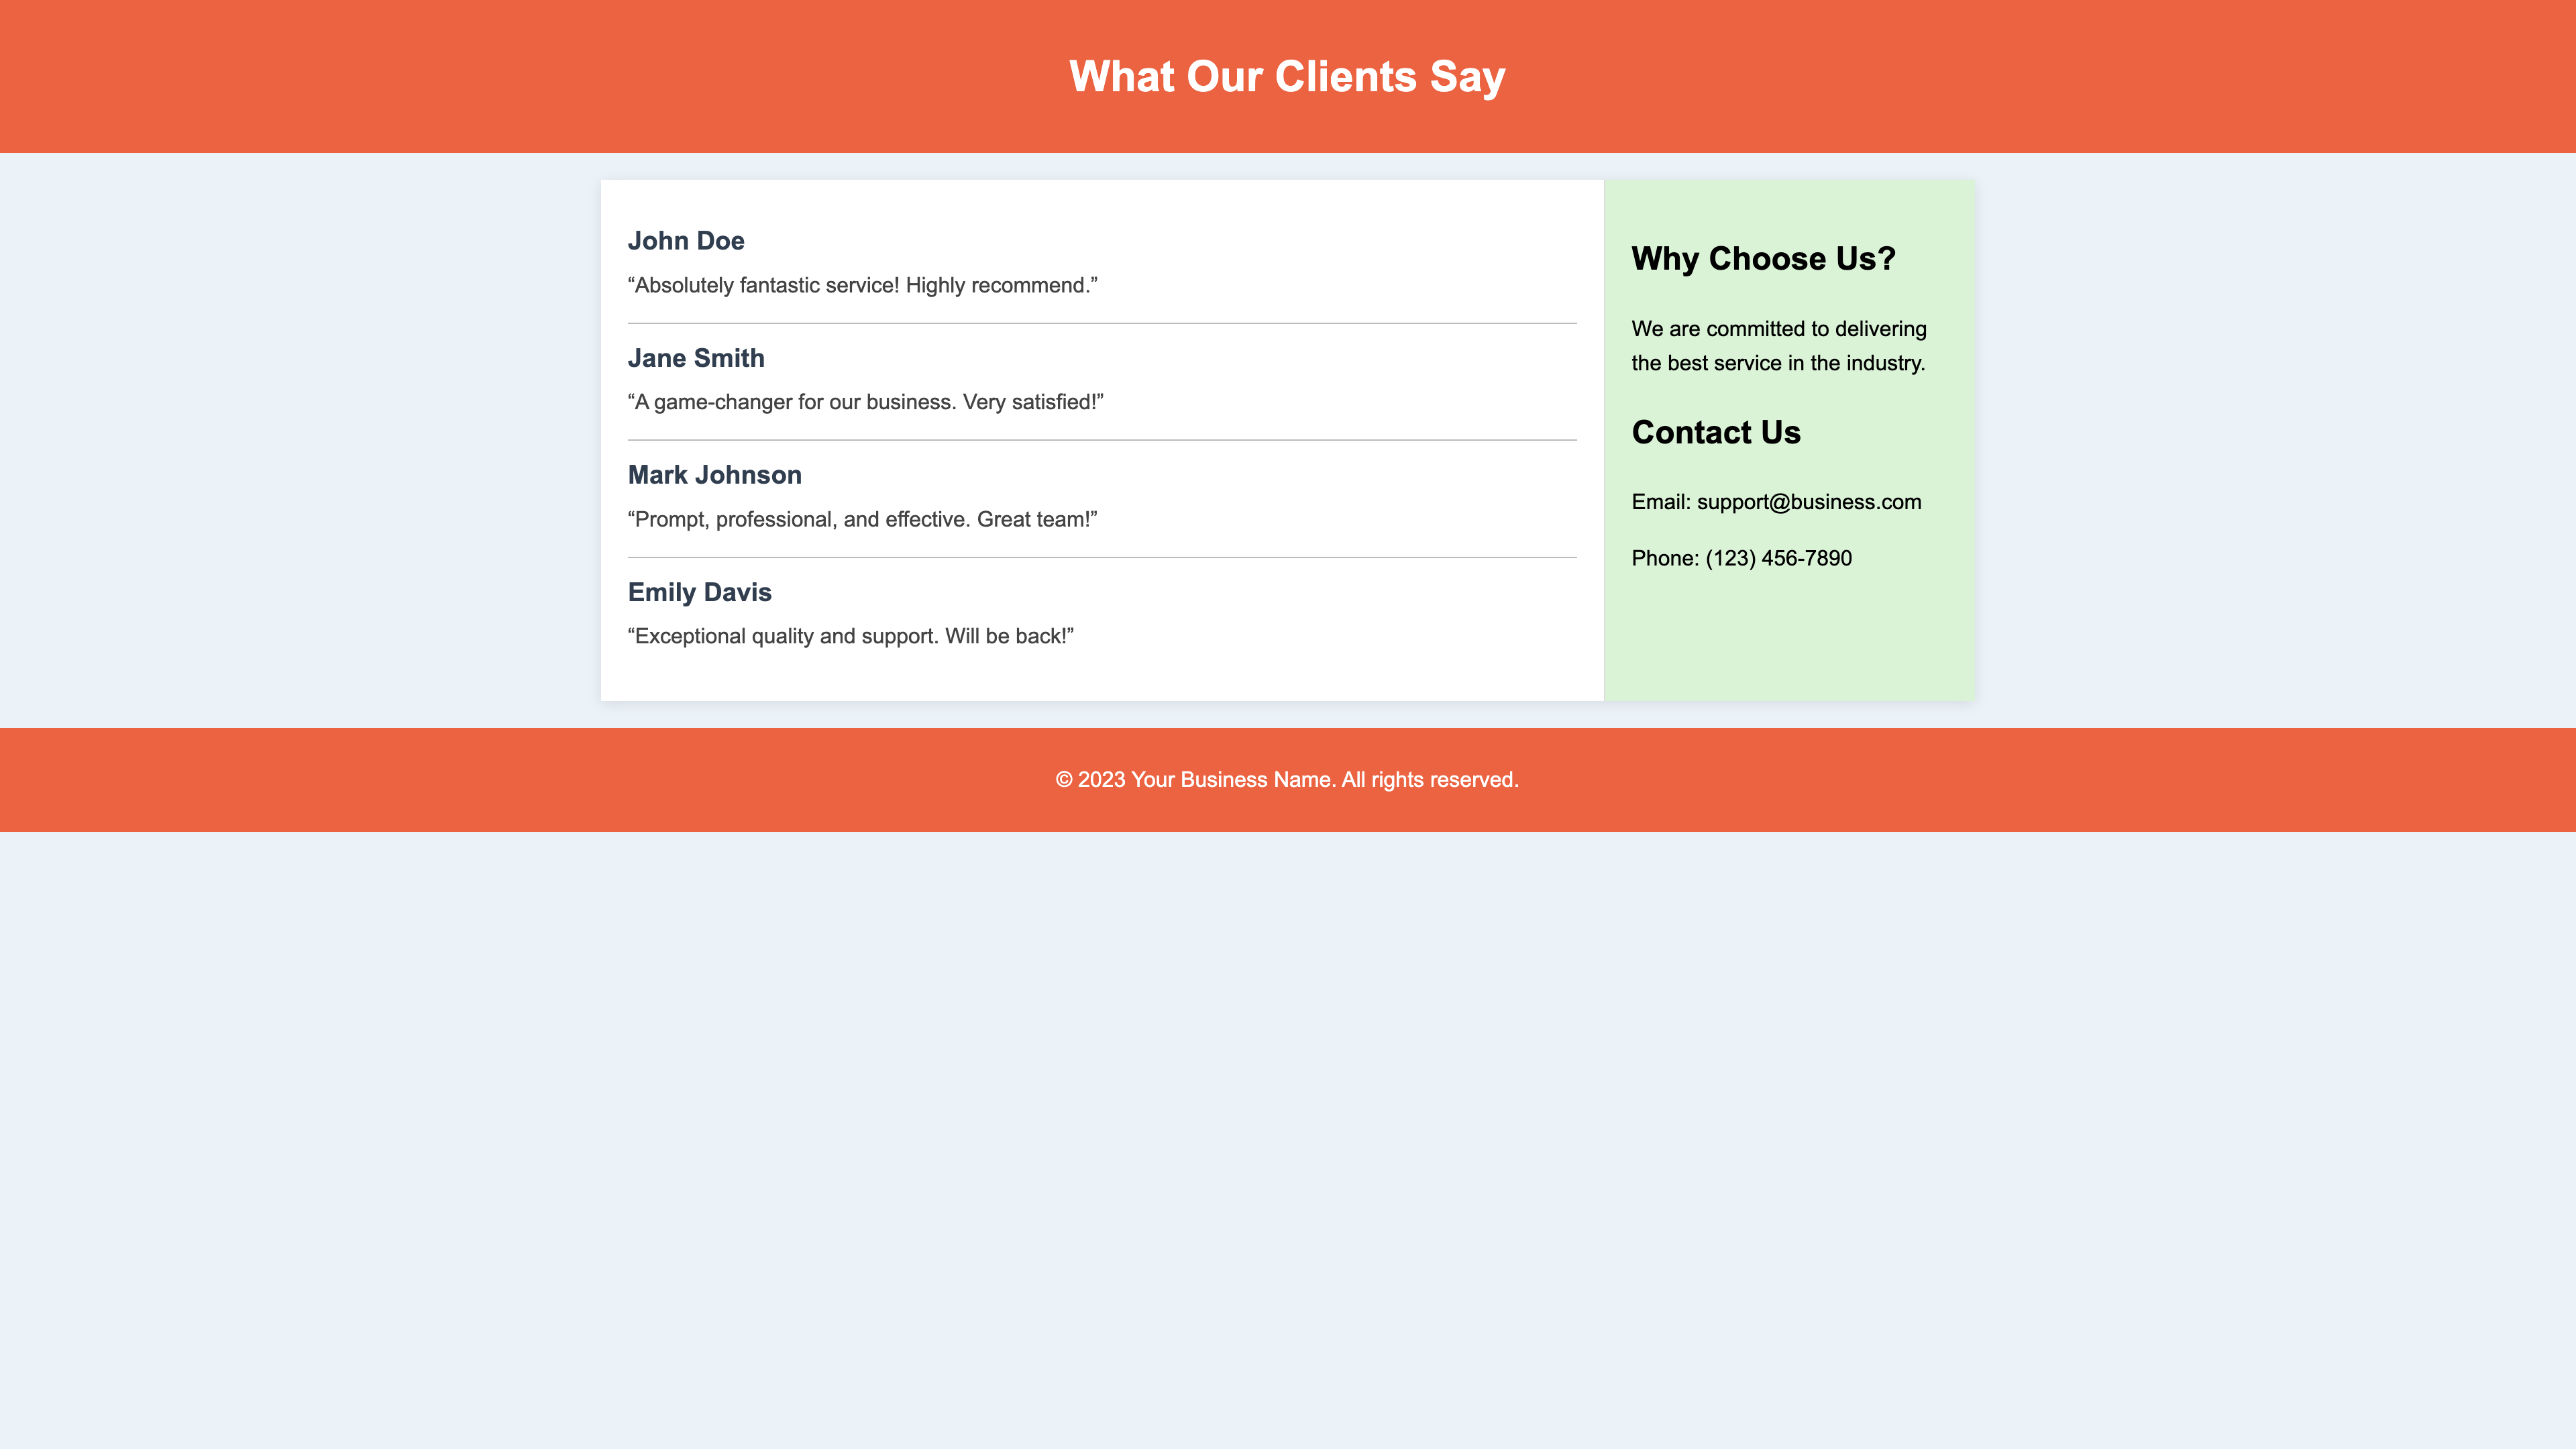 What Our Clients Say
John Doe
“Absolutely fantastic service! Highly recommend.”
Jane Smith
“A game-changer for our business. Very satisfied!”
Mark Johnson
“Prompt, professional, and effective. Great team!”
Emily Davis
“Exceptional quality and support. Will be back!”
Why Choose Us?
We are committed to delivering
the best service in the industry.
Contact Us
Email: support@business.com
Phone: (123) 456-7890
© 2023 Your Business Name. All rights reserved.